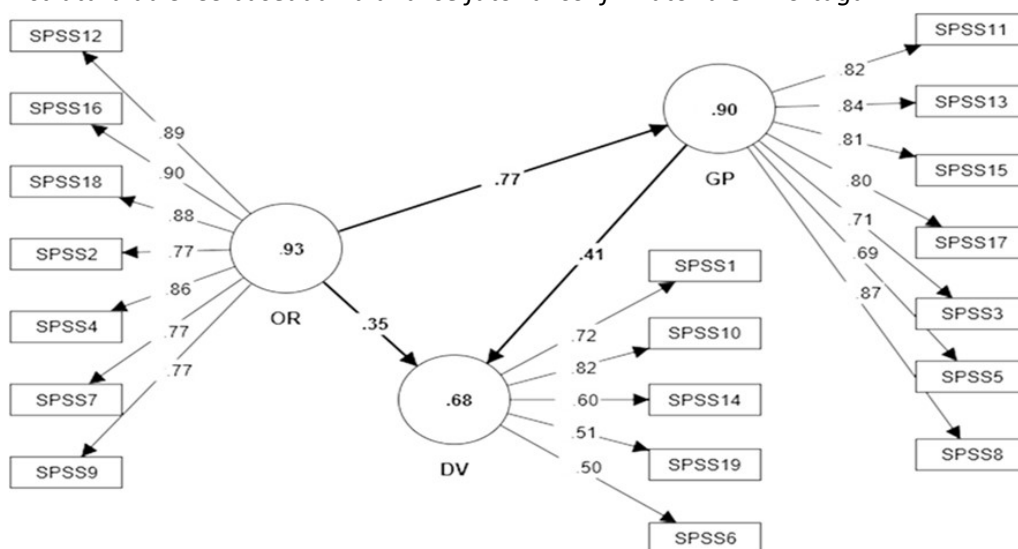 SPSS12
SPSS16
SPSS18
SPSS2
SPSS4
SPSS7
SPSS9
.89
.90
.88
.77
.86
.77
.77
.93
OR
.77
.35
.90
GP
.41
.68
DV
.72
.82
.60
.51
.50
SPSS1
SPSS10
SPSS14
SPSS19
SPSS6
.82
.84
.81
.80
.71
.69
.87
SPSS11
SPSS13
SPSS15
SPSS17
SPSS3
SPSS5
SPSS8